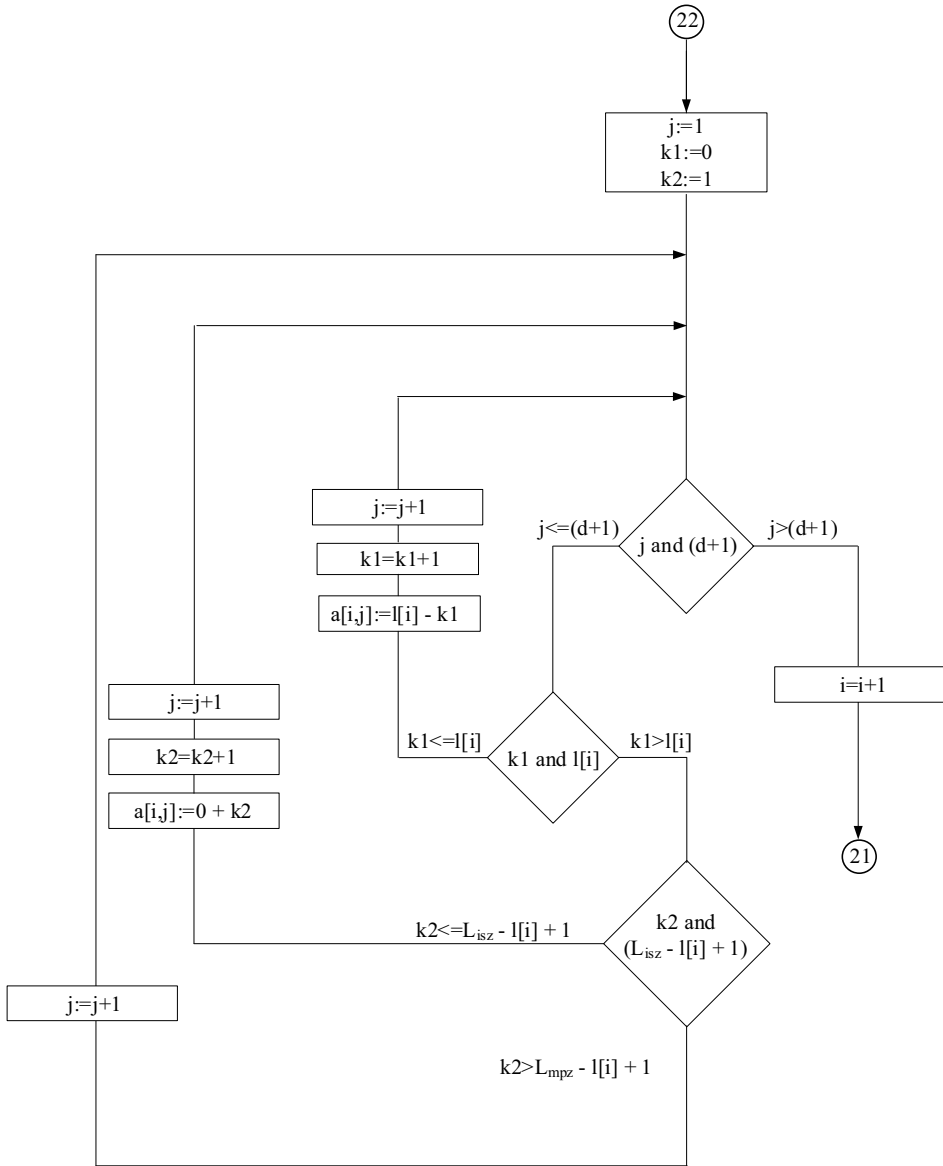 22
j:=1
k1:=0
k2:=1
j:=j+1
k1=k1+1
a[i,j]:=l[i] - k1
j<=(d+1)
j and (d+1)
j>(d+1)
i=i+1
21
j:=j+1
k2=k2+1
a[i,j]:=0 + k2
k1<=l[i]
k1 and l[i]
k1>l[i]
k2<=Lisz - l[i] + 1
k2 and
(Lisz - l[i] + 1)
j:=j+1
k2>Lmpz - l[i] + 1